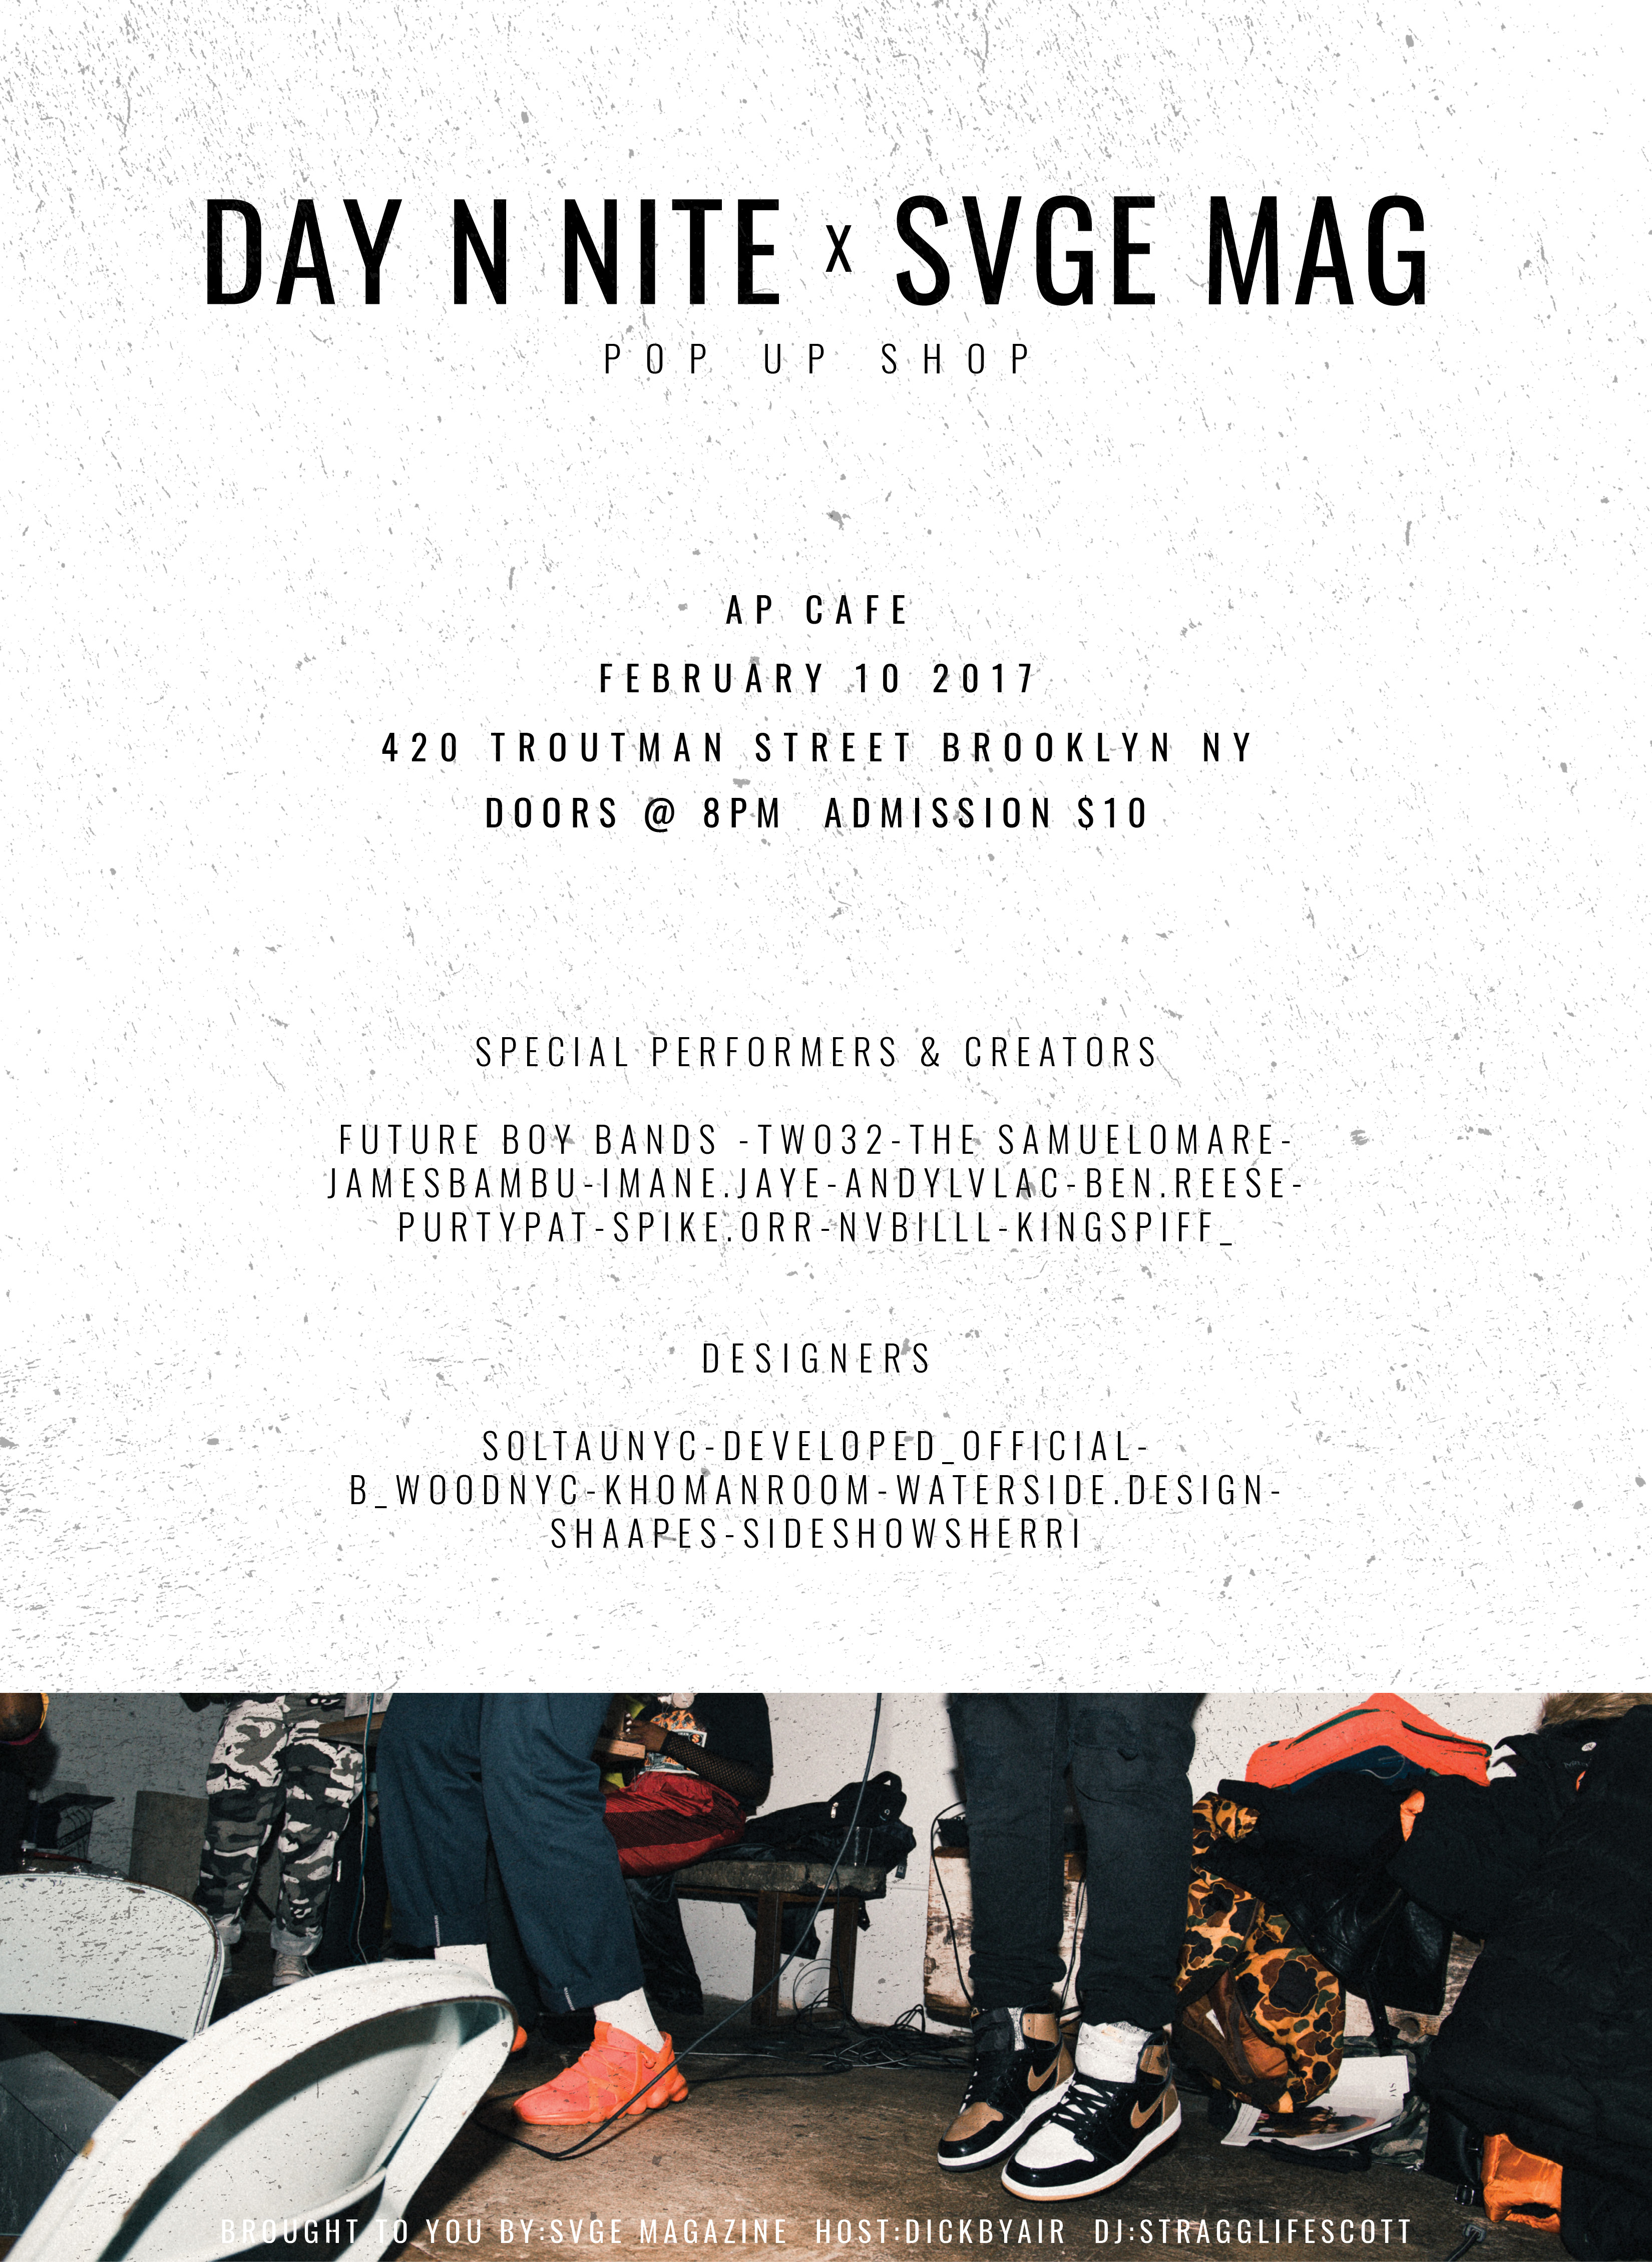 DAY N NITE X SVGE MAG
POP UP SHOP
AP CAFE
FEBRUARY 10 2017
420 TROUTMAN STREET BROOKLYN NY
DOORS @ 8PM ADMISSION $10
SPECIAL PERFORMERS & CREATORS
FUTURE BOY BANDS -TWO32-THE SAMUELOMARE-
JAMESBAMBU-IMANE.JAYE-ANDYLVLAC-BEN.REESE-
PURTYPAT-SPIKE.ORR-NVBILLL-KINGSPIFF_
DESIGNERS
SOLTAUNYC-DEVELOPED_OFFICIAL-
B_WOODNYC-KHOMANROOM-WATERSIDE.DESIGN-
SHAAPES-SIDESHOWSHERRI
BROUGHT TO YOU BY:SVGE MAGAZINE HOST:DICKBYAIR DJ:STRAGGLIFESCOTT